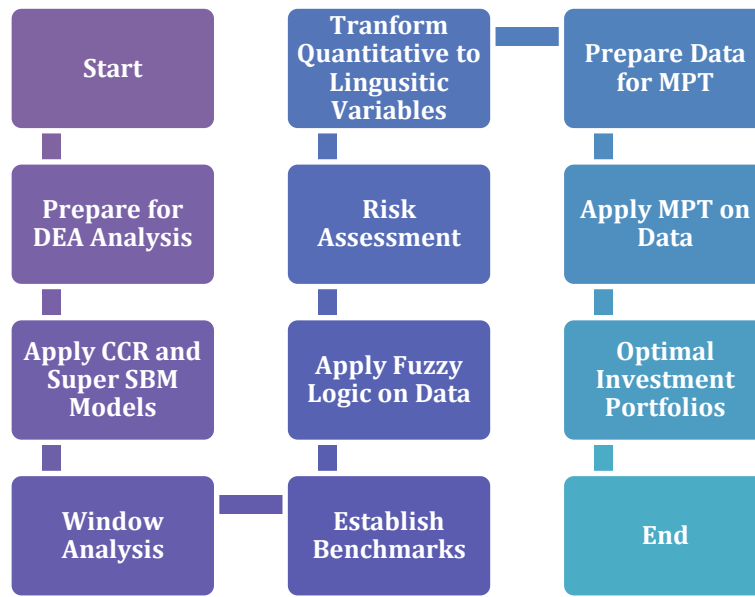 Start
Prepare for
DEA Analysis
Apply CCR and
Super SBM
Models
Window
Analysis
Establish
Benchmarks
Apply Fuzzy
Logic on Data
Risk
Assessment
Tranform
Quantitative to
Lingusitic
Variables
Prepare Data
for MPT
Apply MPT on
Data
Optimal
Investment
Portfolios
End